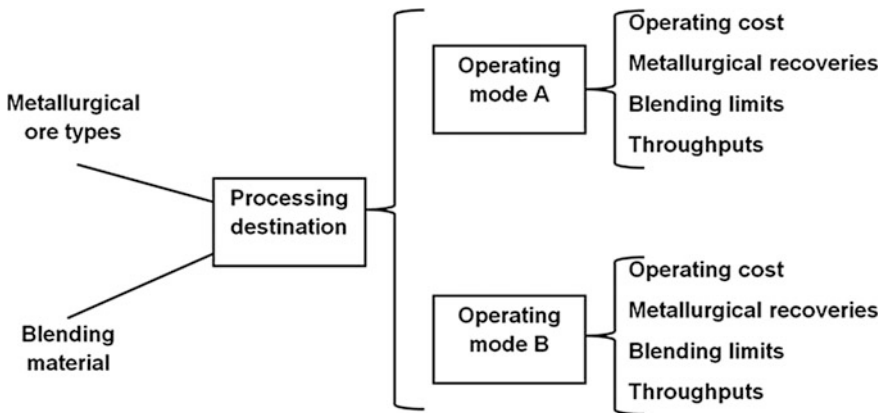 Metallurgical
ore types
Blending
material
Processing
destination
Operating
mode A
Operating cost
Metallurgical recoveries
Blending limits
Throughputs
Operating
mode B
Operating cost
Metallurgical recoveries
Blending limits
Throughputs